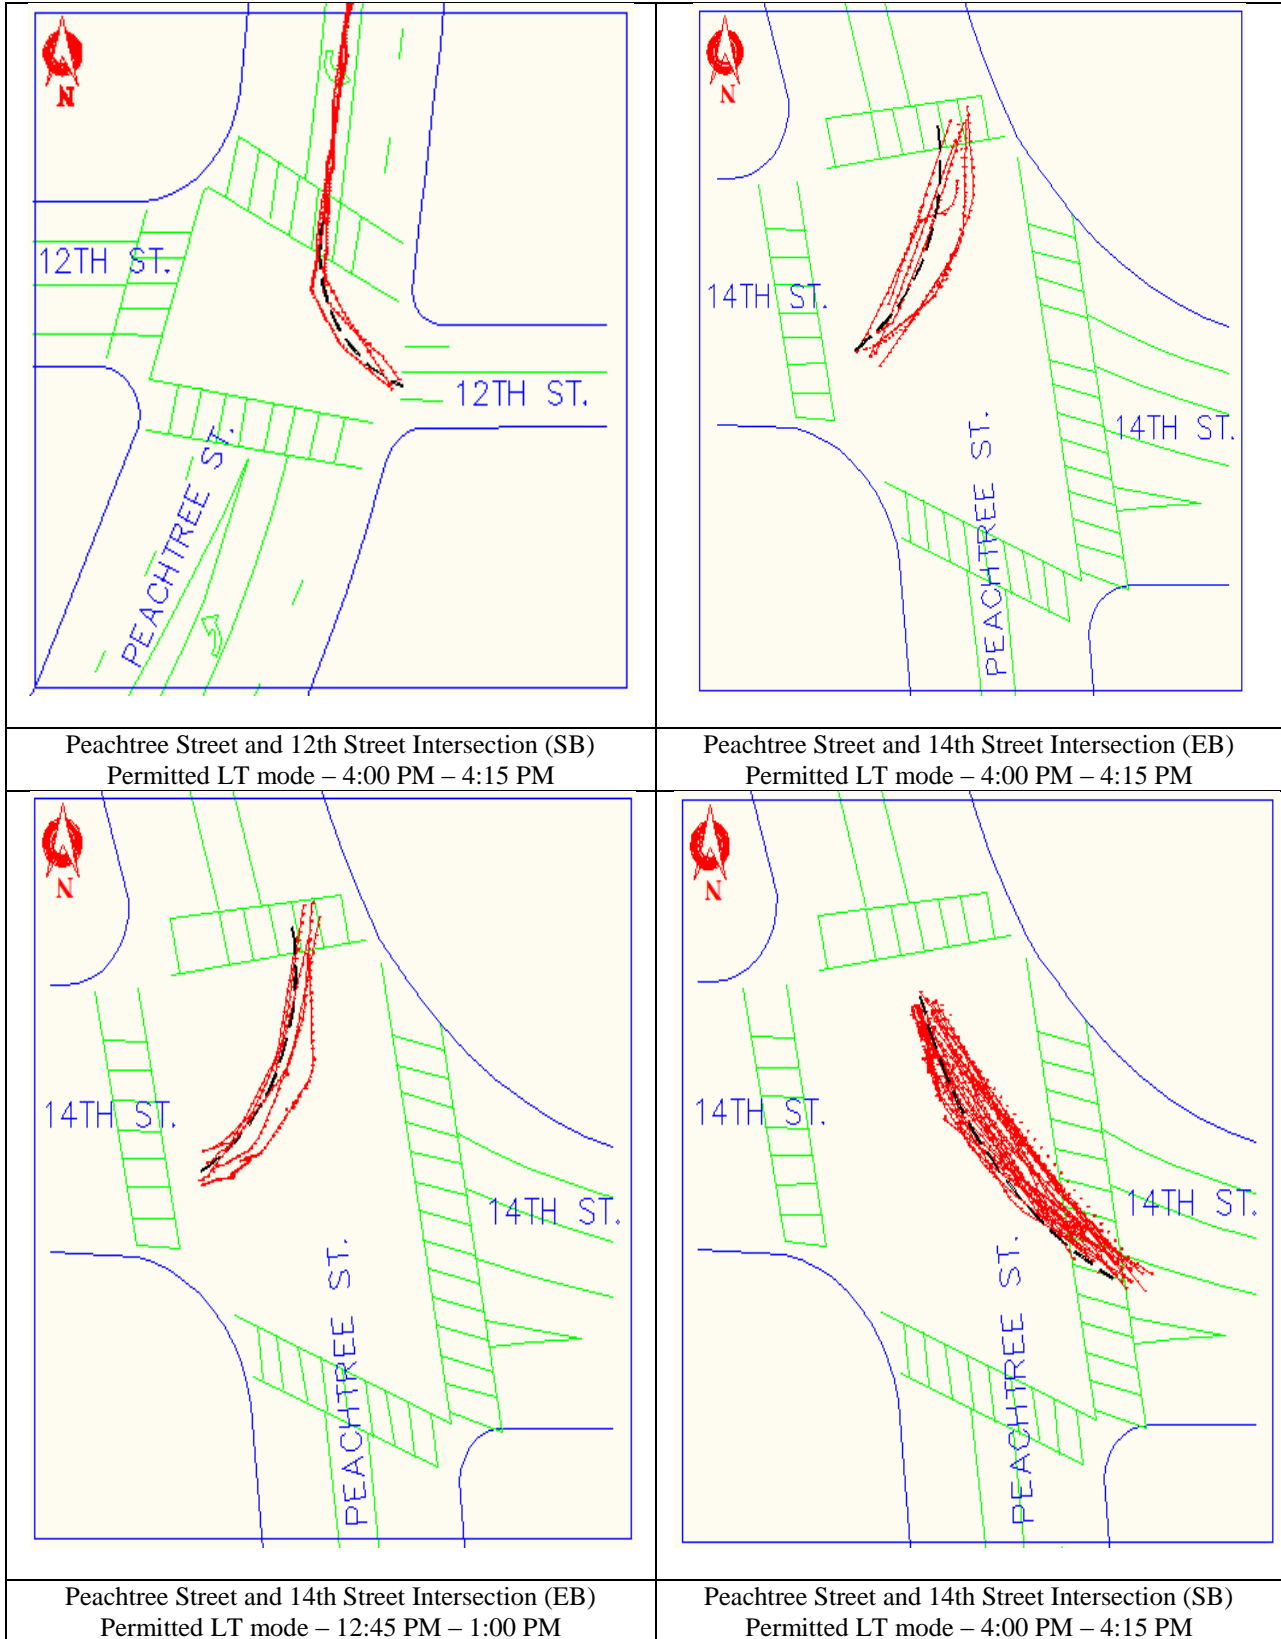 N
12TH ST.
12TH ST.
PEACHTREE ST.
Peachtree Street and 12th Street Intersection (SB)
Permitted LT mode – 4:00 PM – 4:15 PM
N
14TH ST.
14TH ST.
PEACHTREE ST.
Peachtree Street and 14th Street Intersection (EB)
Permitted LT mode – 4:00 PM – 4:15 PM
N
14TH ST.
14TH ST.
PEACHTREE ST.
Peachtree Street and 14th Street Intersection (EB)
Permitted LT mode – 12:45 PM – 1:00 PM
N
14TH ST.
14TH ST.
PEACHTREE ST.
Peachtree Street and 14th Street Intersection (SB)
Permitted LT mode – 4:00 PM – 4:15 PM